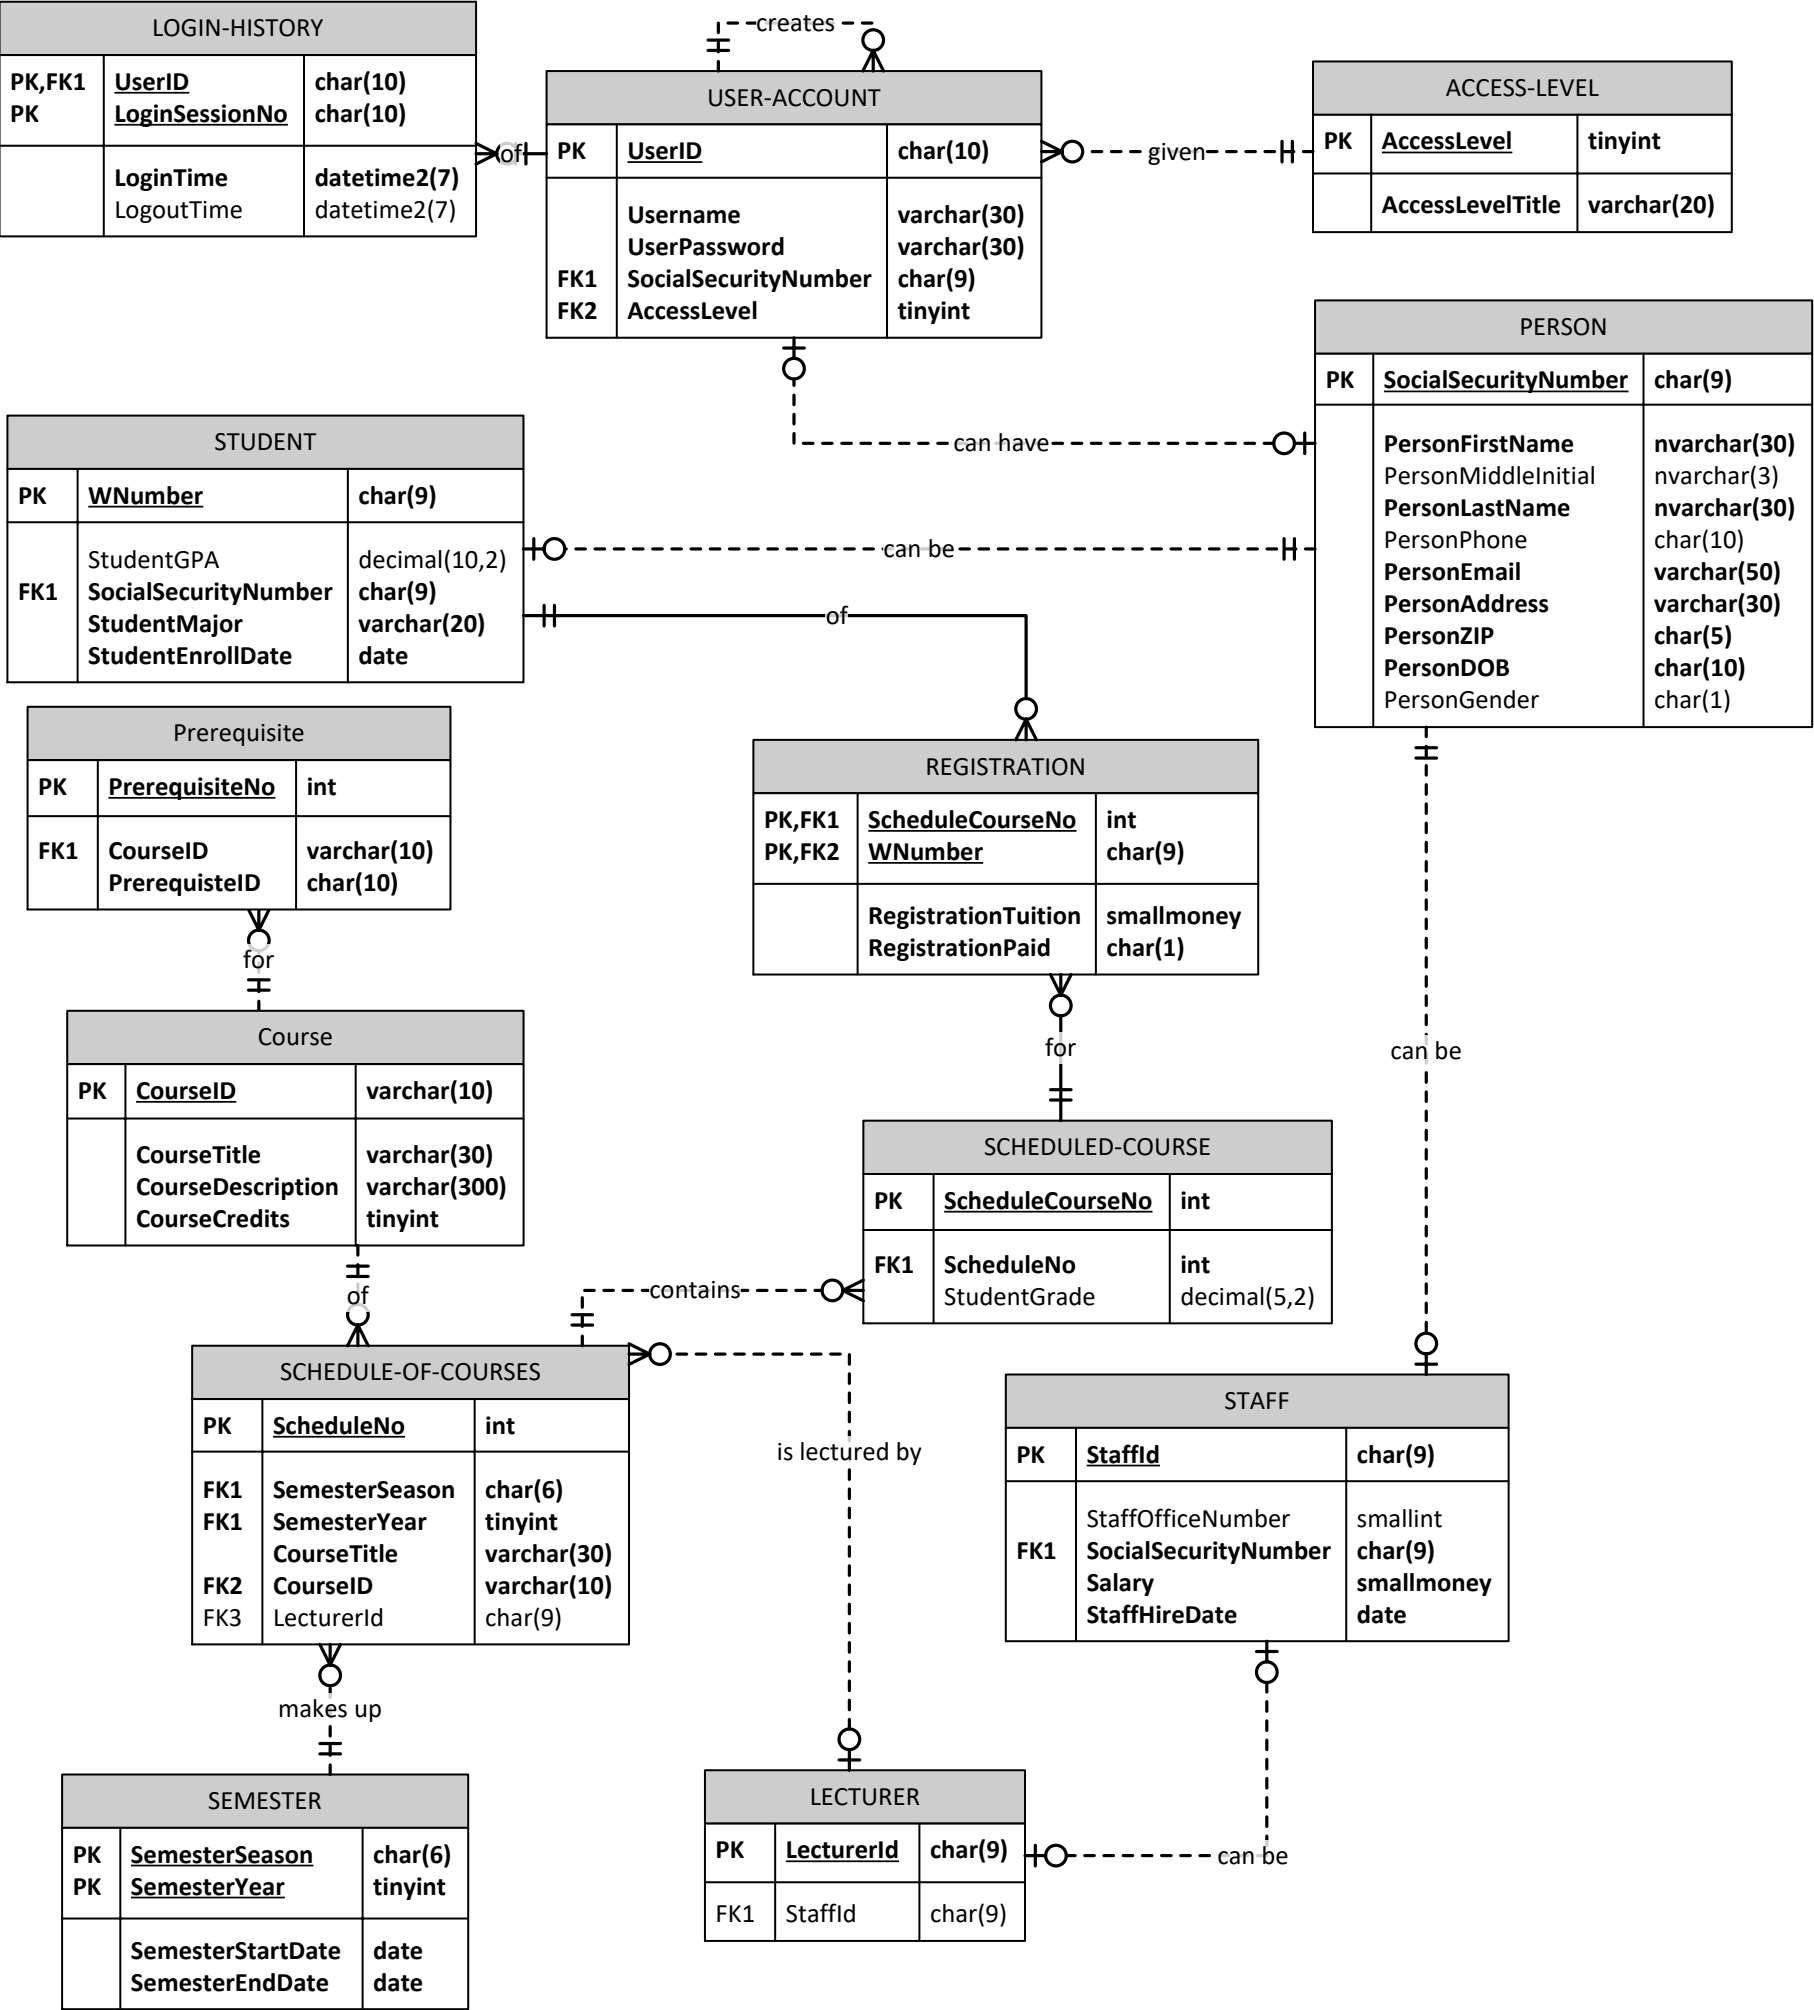 creates
LOGIN-HISTORY
PK,FK1 UserID char(10)
PK LoginSessionNo char(10)
LoginTime datetime2(7)
LogoutTime datetime2(7)
of
USER-ACCOUNT
PK UserID char(10)
Username varchar(30)
UserPassword varchar(30)
FK1 SocialSecurityNumber char(9)
FK2 AccessLevel tinyint
given
ACCESS-LEVEL
PK AccessLevel tinyint
AccessLevelTitle varchar(20)
can have
PERSON
PK SocialSecurityNumber char(9)
PersonFirstName nvarchar(30)
PersonMiddleInitial nvarchar(3)
PersonLastName nvarchar(30)
PersonPhone char(10)
PersonEmail varchar(50)
PersonAddress varchar(30)
PersonZIP char(5)
PersonDOB char(10)
PersonGender char(1)
STUDENT
PK WNumber char(9)
StudentGPA decimal(10,2)
FK1 SocialSecurityNumber char(9)
StudentMajor varchar(20)
StudentEnrollDate date
can be
of
Prerequisite
PK PrerequisiteNo int
FK1 CourseID varchar(10)
PrerequisteID char(10)
for
REGISTRATION
PK,FK1 ScheduleCourseNo int
PK,FK2 WNumber char(9)
RegistrationTuition smallmoney
RegistrationPaid char(1)
for
can be
Course
PK CourseID varchar(10)
CourseTitle varchar(30)
CourseDescription varchar(300)
CourseCredits tinyint
of
SCHEDULED-COURSE
PK ScheduleCourseNo int
FK1 ScheduleNo int
StudentGrade decimal(5,2)
contains
SCHEDULE-OF-COURSES
PK ScheduleNo int
FK1 SemesterSeason char(6)
FK1 SemesterYear tinyint
CourseTitle varchar(30)
FK2 CourseID varchar(10)
FK3 LecturerId char(9)
is lectured by
STAFF
PK StaffId char(9)
StaffOfficeNumber smallint
FK1 SocialSecurityNumber char(9)
Salary smallmoney
StaffHireDate date
makes up
SEMESTER
PK SemesterSeason char(6)
PK SemesterYear tinyint
SemesterStartDate date
SemesterEndDate date
LECTURER
PK LecturerId char(9)
FK1 StaffId char(9)
can be